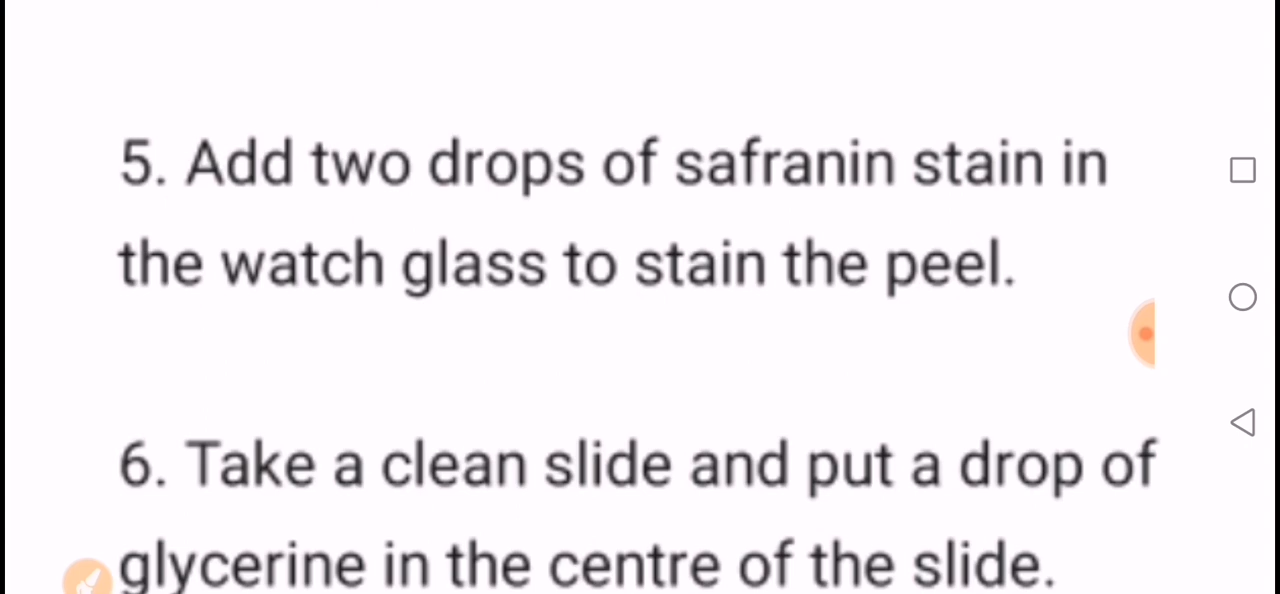 5. Add two drops of safranin stain in
the watch glass to stain the peel.
6. Take a clean slide and put a drop of
glycerine in the centre of the slide.